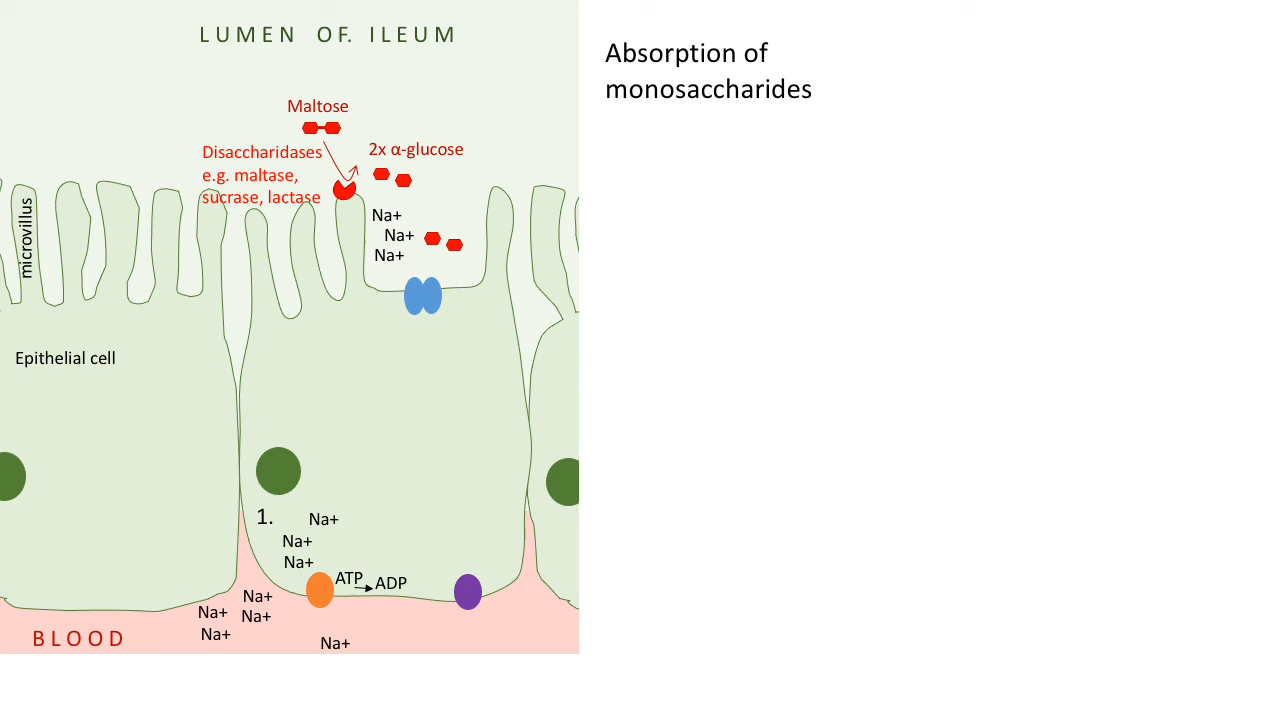 LUMEN OF. ILEUM
Absorption of
monosaccharides
Maltose
Disaccharidases
e.g. maltase,
sucrase, lactase
2x α-glucose
microvillus
Na+
Na+
Na+
Epithelial cell
1.
Na+
Na+
Na+
ATP
ADP
Na+
Na+
Na+
Na+
BLOOD
Na+